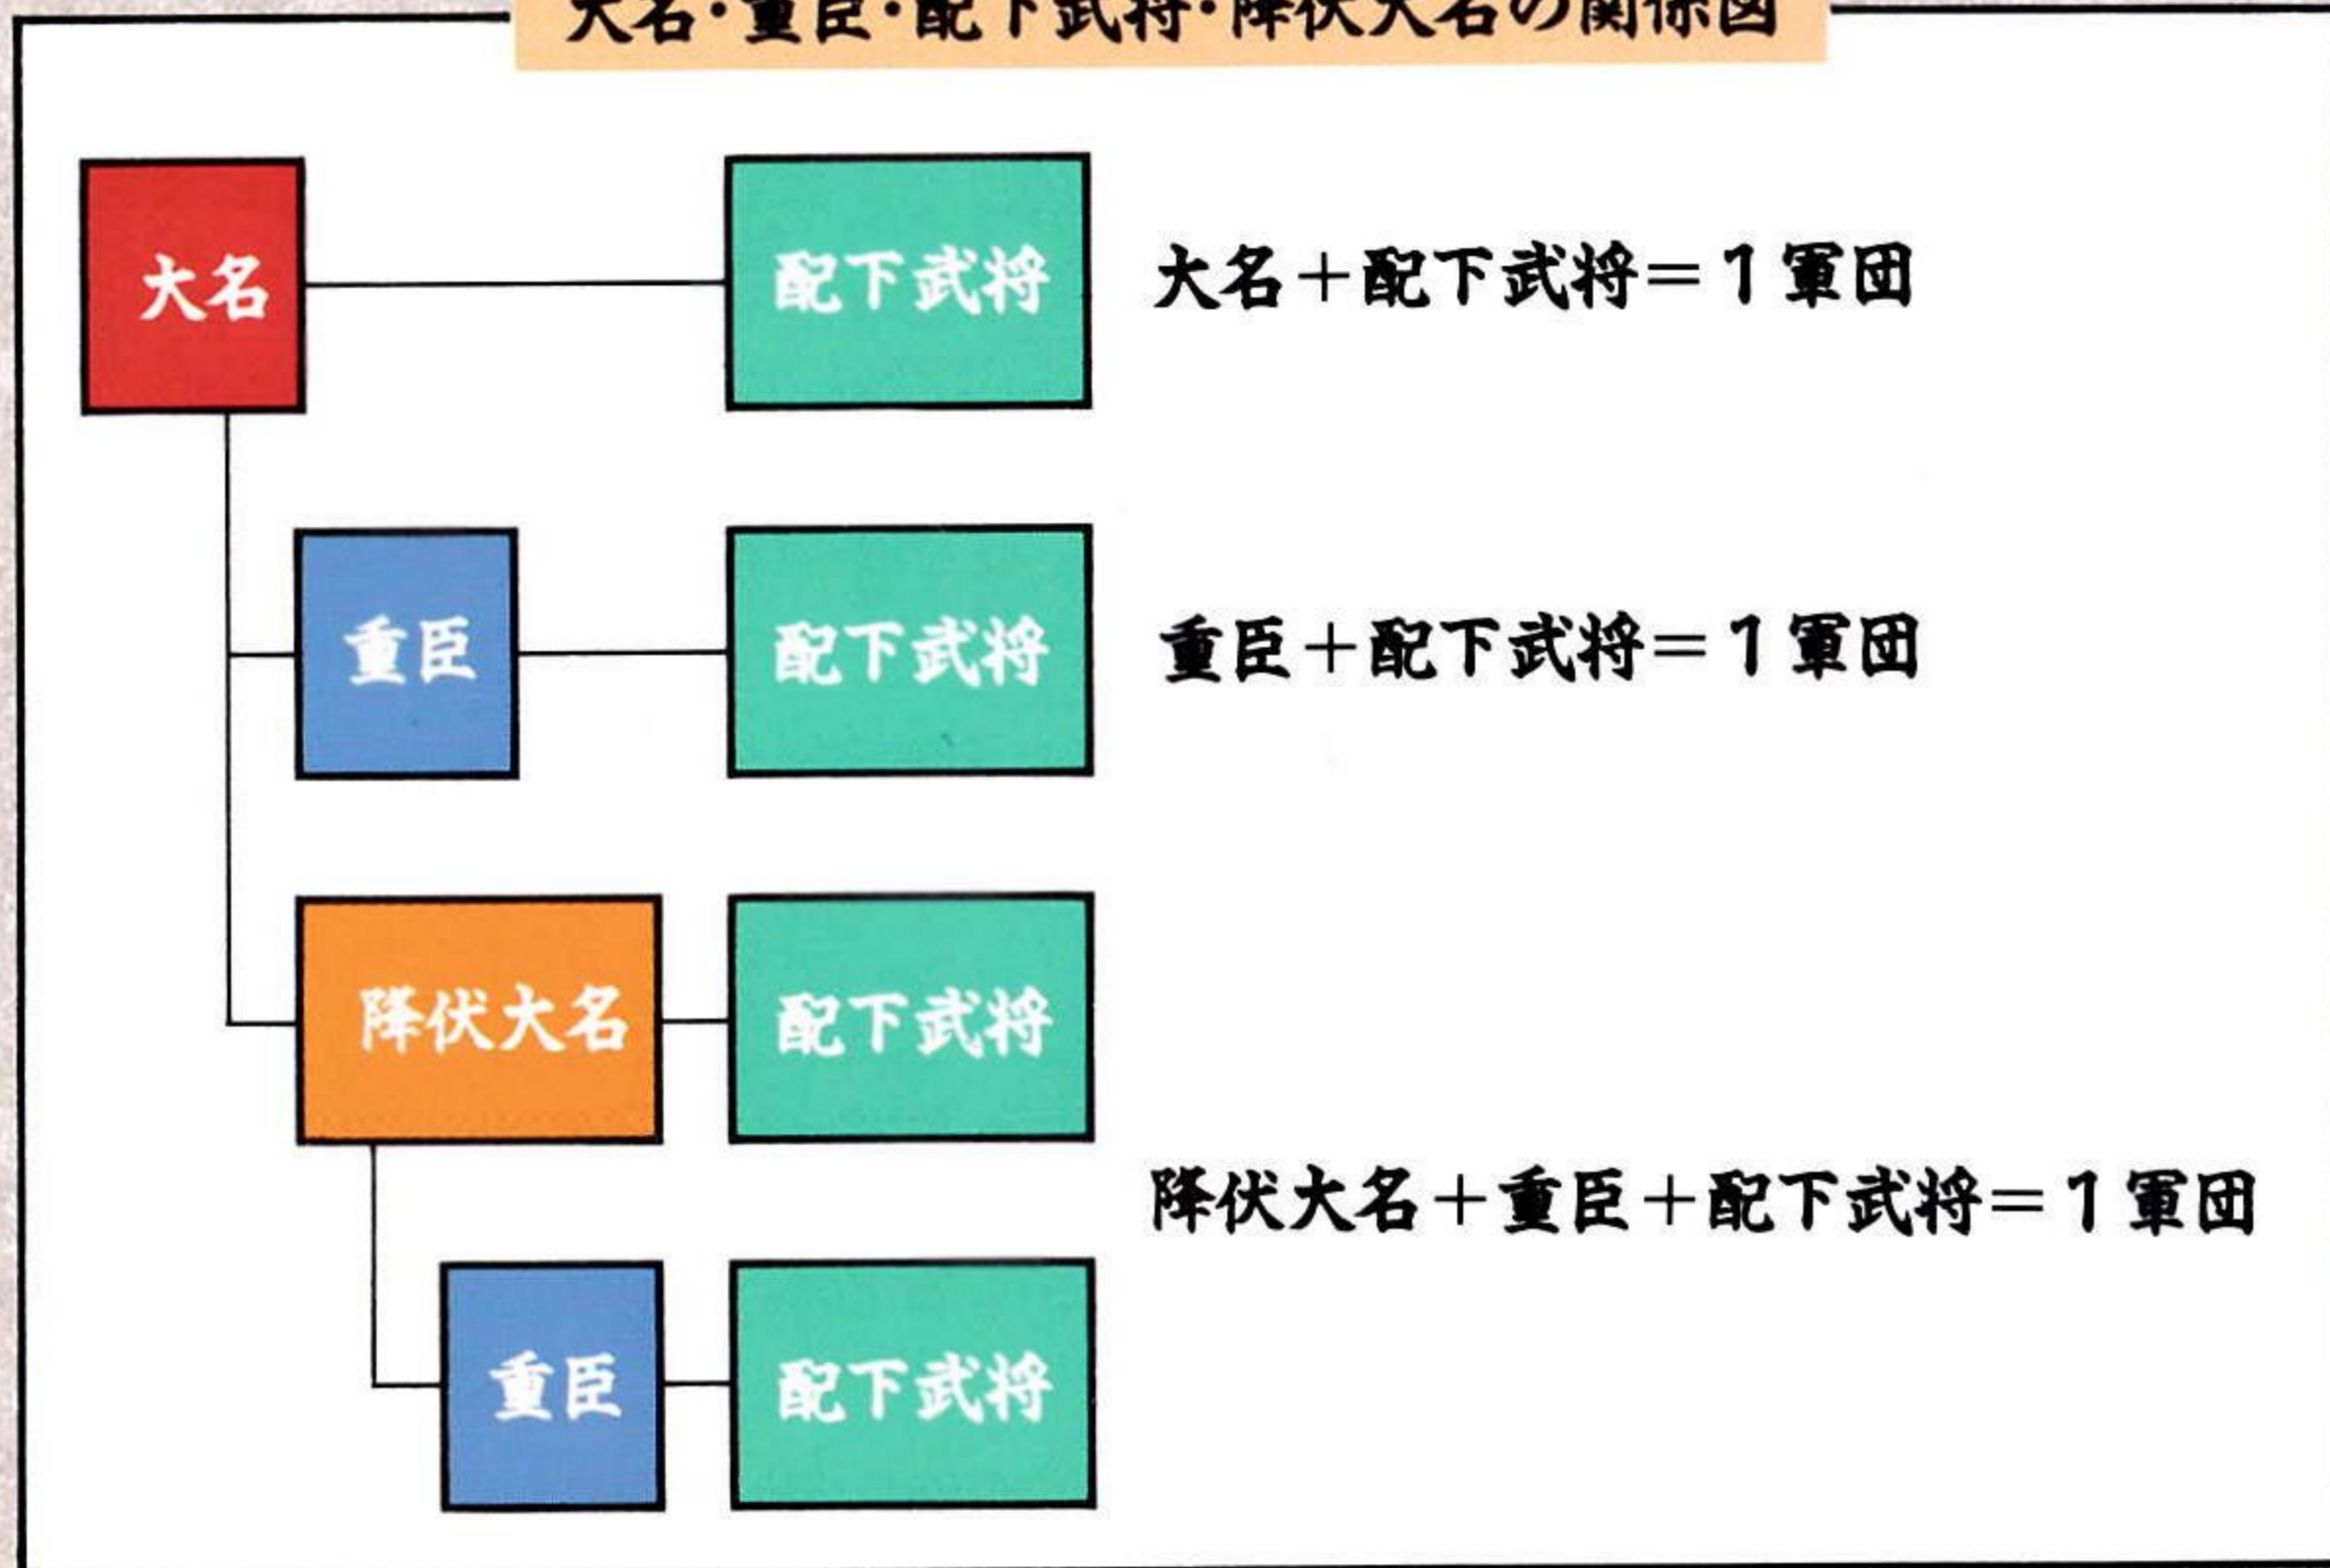 大名・重臣・配下武将・降伏大名の関係図
大名 配下武将 大名＋配下武将＝1軍団
重臣 配下武将 重臣＋配下武将＝1軍団
降伏大名 配下武将
降伏大名＋重臣＋配下武将＝1軍団
重臣 配下武将